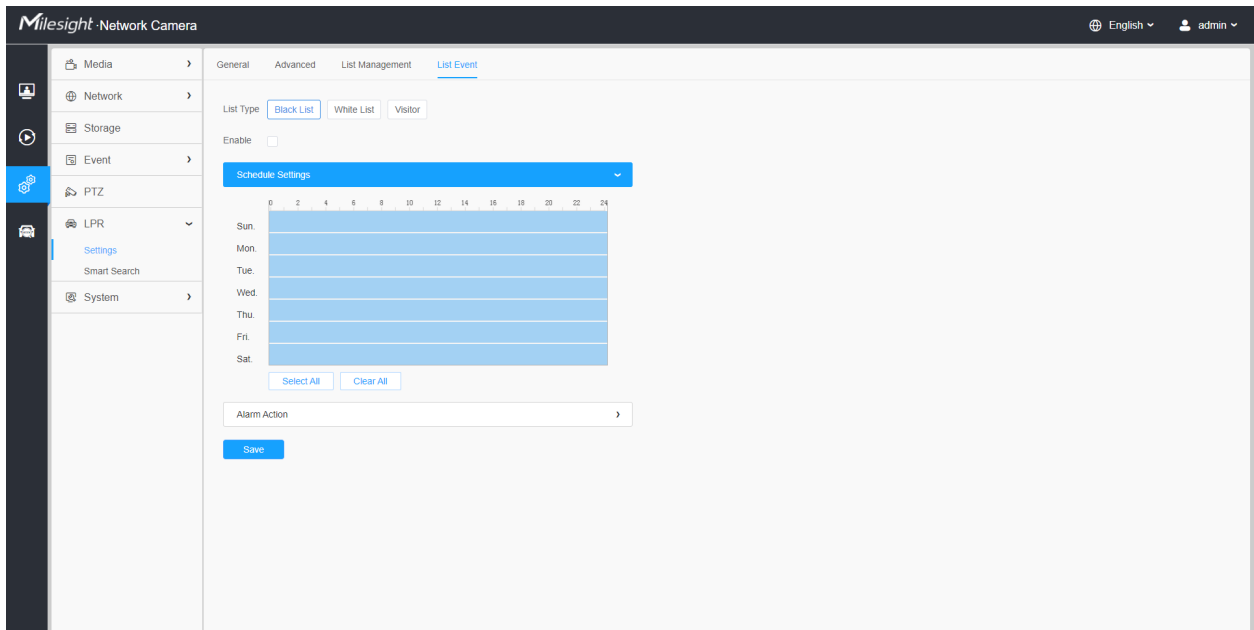 Milesight · Network Camera
English
admin
Media
Network
Storage
Event
PTZ
LPR
Settings
Smart Search
System
General Advanced List Management List Event
List Type Black List White List Visitor
Enable
Schedule Settings
0 2 4 6 8 10 12 14 16 18 20 22 24
Sun.
Mon.
Tue.
Wed.
Thu.
Fri.
Sat.
Select All Clear All
Alarm Action
Save